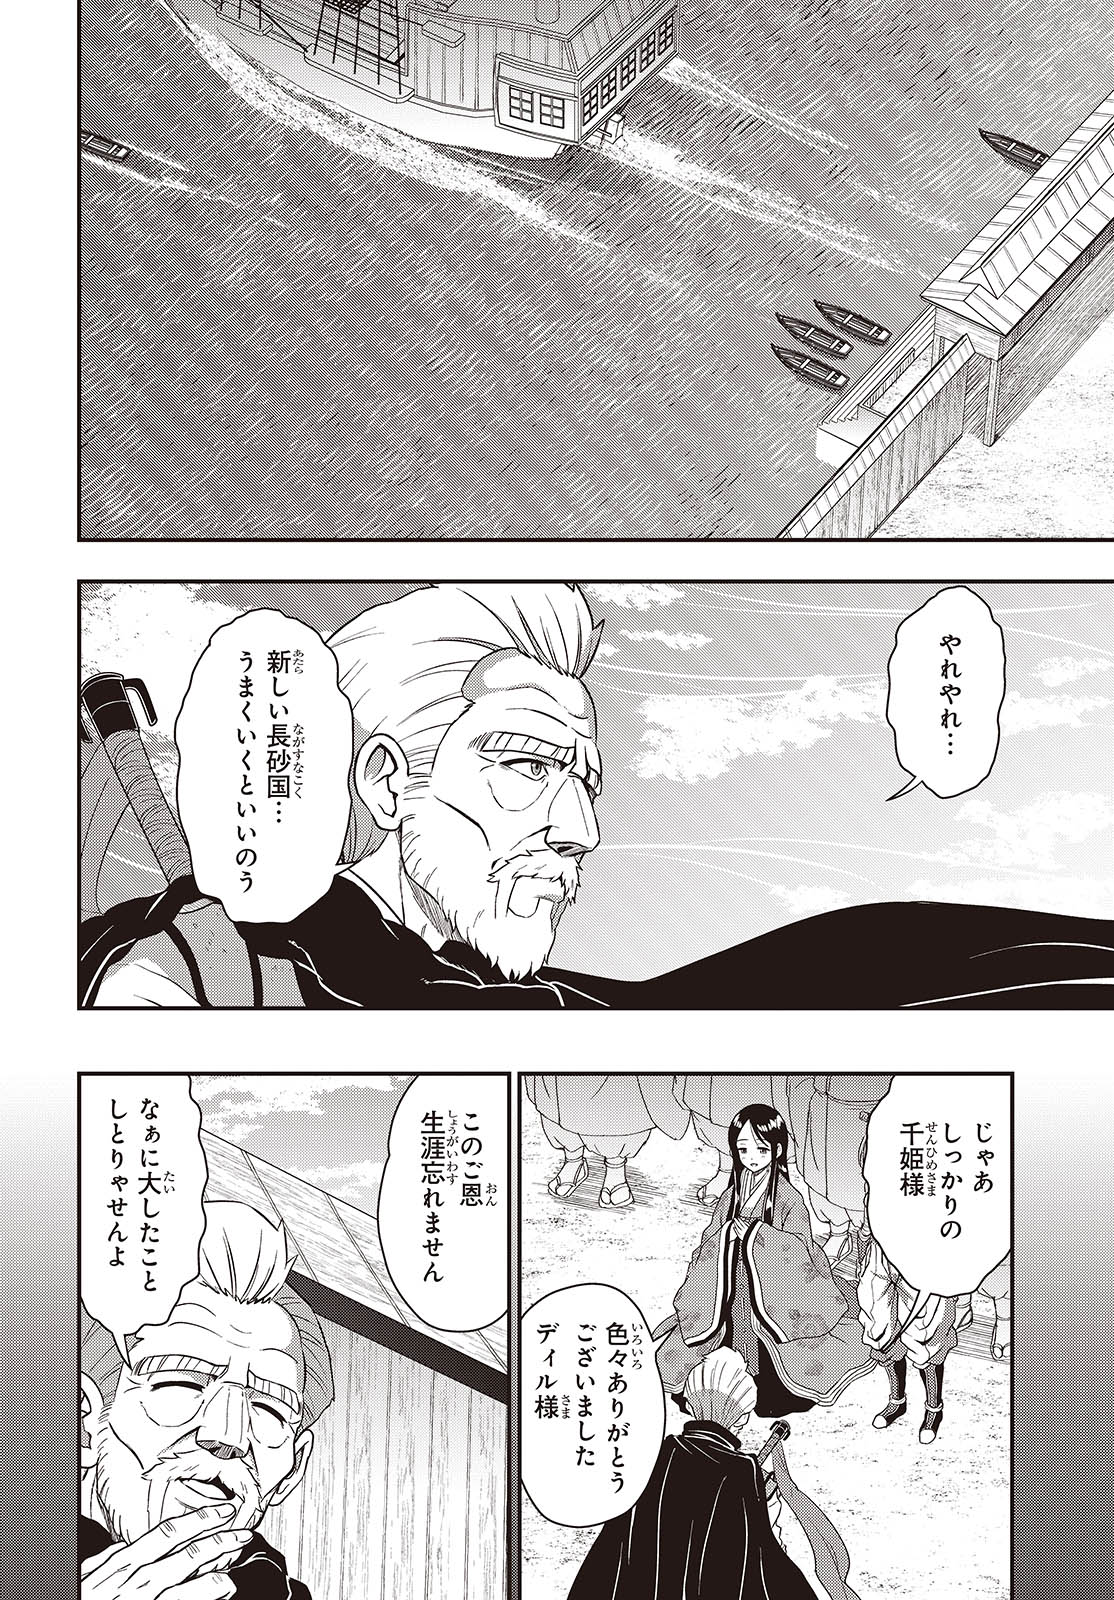 やれやれ…
新しい長砂国…
うまくいくといいのう
じゃあ
しっかりの
千姫様
色々ありがとう
ございました
ディル様
このご恩
生涯忘れません
なぁに大したこと
しとりゃせんよ